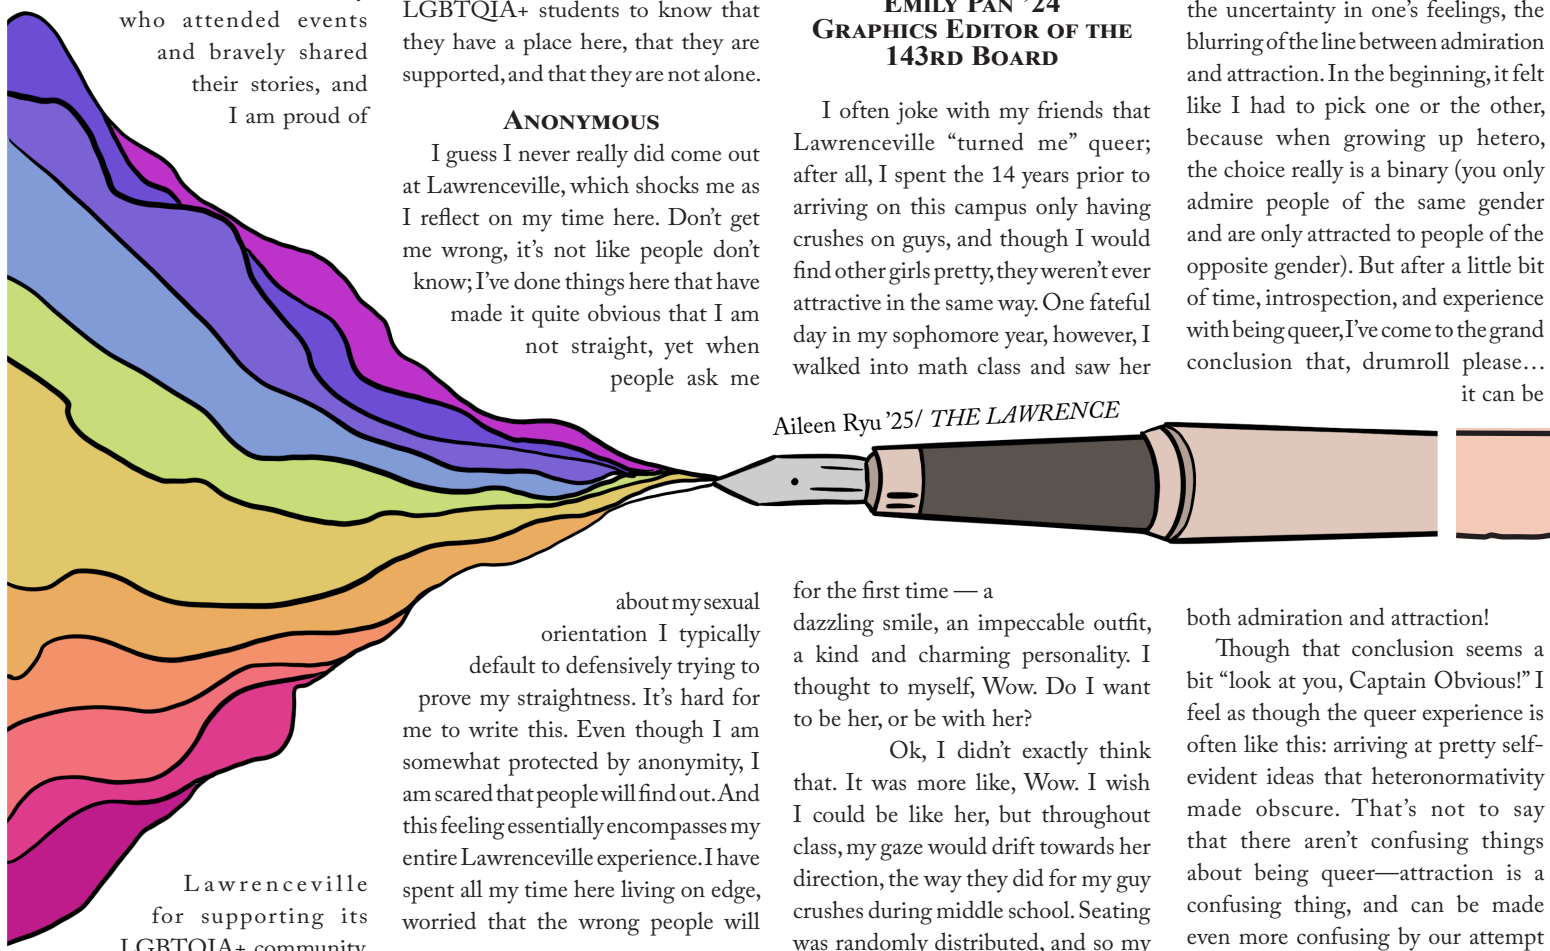 who attended events
and bravely shared
their stories, and
I am proud of
Lawrenceville
for supporting its
LGBTQIA+ community,
LGBTQIA+ students to know that
they have a place here, that they are
supported, and that they are not alone.
Anonymous
I guess I never really did come out
at Lawrenceville, which shocks me as
I reflect on my time here. Don't get
me wrong, it's not like people don't
know; I've done things here that have
made it quite obvious that I am
not straight, yet when
people ask me
about my sexual
orientation I typically
default to defensively trying to
prove my straightness. It's hard for
me to write this. Even though I am
somewhat protected by anonymity, I
am scared that people will find out. And
this feeling essentially encompasses my
entire Lawrenceville experience. I have
spent all my time here living on edge,
worried that the wrong people will
Emily Pan '24
Graphics Editor of the
143rd Board
I often joke with my friends that
Lawrenceville “turned me” queer;
after all, I spent the 14 years prior to
arriving on this campus only having
crushes on guys, and though I would
find other girls pretty, they weren't ever
attractive in the same way. One fateful
day in my sophomore year, however, I
walked into math class and saw her
Aileen Ryu '25/ THE LAWRENCE
for the first time — a
dazzling smile, an impeccable outfit,
a kind and charming personality. I
thought to myself, Wow. Do I want
to be her, or be with her?
Ok, I didn't exactly think
that. It was more like, Wow. I wish
I could be like her, but throughout
class, my gaze would drift towards her
direction, the way they did for my guy
crushes during middle school. Seating
was randomly distributed, and so my
the uncertainty in one's feelings, the
blurring of the line between admiration
and attraction. In the beginning, it felt
like I had to pick one or the other,
because when growing up hetero,
the choice really is a binary (you only
admire people of the same gender
and are only attracted to people of the
opposite gender). But after a little bit
of time, introspection, and experience
with being queer, I've come to the grand
conclusion that, drumroll please…
it can be
both admiration and attraction!
Though that conclusion seems a
bit “look at you, Captain Obvious!” I
feel as though the queer experience is
often like this: arriving at pretty self-
evident ideas that heteronormativity
made obscure. That's not to say
that there aren't confusing things
about being queer—attraction is a
confusing thing, and can be made
even more confusing by our attempt